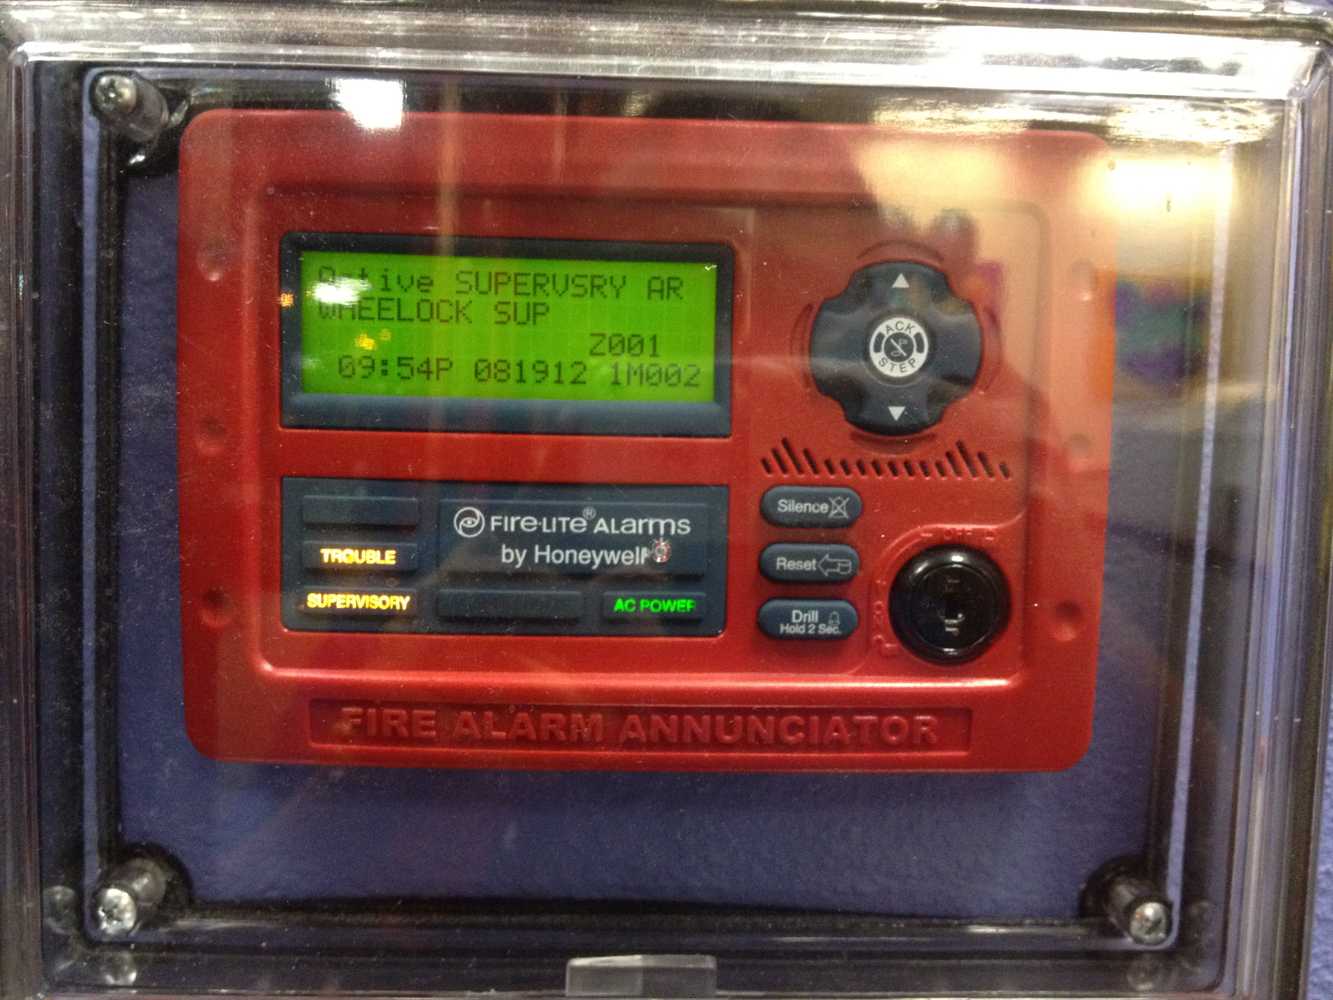 Active SUPERVSRY AR
WHEELOCK SUP
Z001
09:54P 081912 1M002
ACK
STEP
FIRE•LITE® ALARMS
by Honeywell
TROUBLE
SUPERVISORY
AC POWER
Silence
Reset
Drill
Hold 2 Sec.
FIRE ALARM ANNUNCIATOR